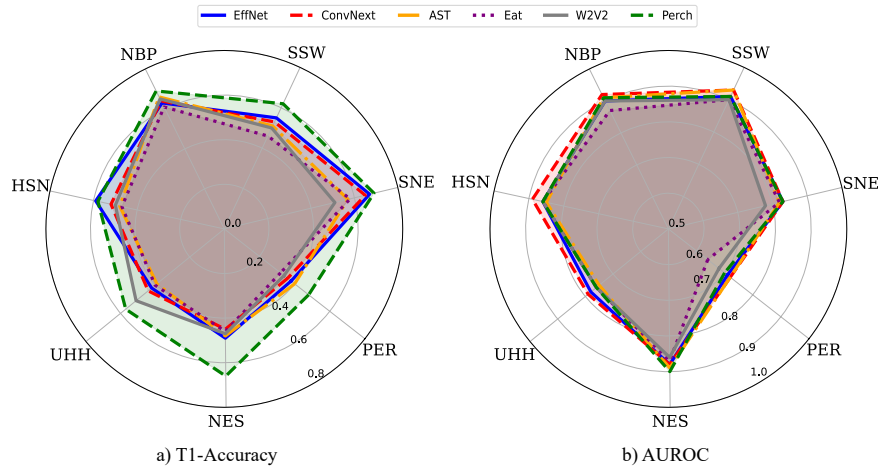 EffNet ConvNext AST Eat W2V2 Perch
NBP SSW SNE PER NES UHH HSN
0.0 0.2 0.4 0.6 0.8
a) T1-Accuracy
NBP SSW SNE PER NES UHH HSN
0.5 0.6 0.7 0.8 0.9 1.0
b) AUROC